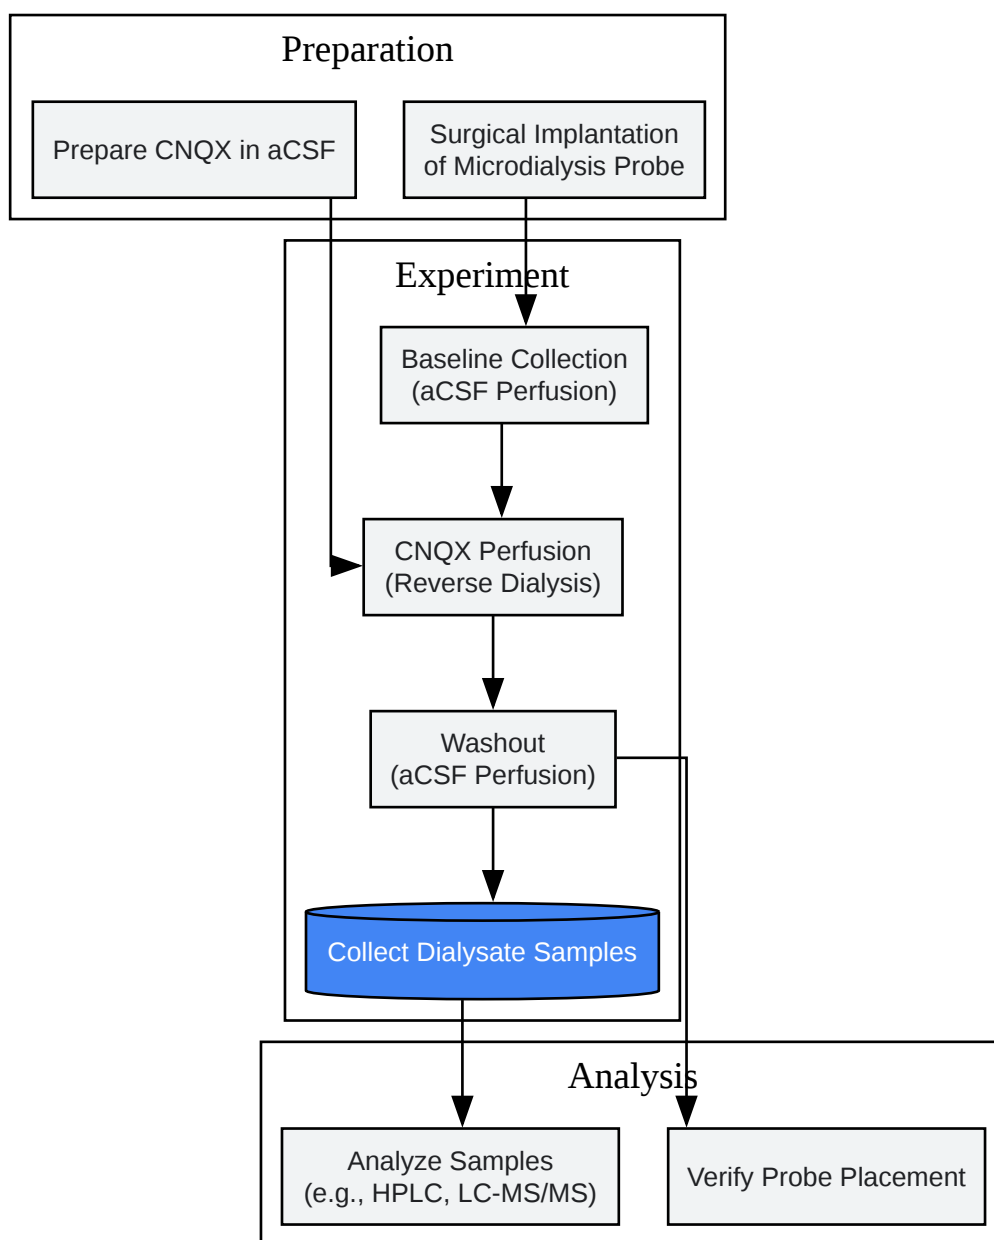 Preparation
Prepare CNQX in aCSF
Surgical Implantation
of Microdialysis Probe
Experiment
Baseline Collection
(aCSF Perfusion)
CNQX Perfusion
(Reverse Dialysis)
Washout
(aCSF Perfusion)
Collect Dialysate Samples
Analysis
Analyze Samples
(e.g., HPLC, LC-MS/MS)
Verify Probe Placement